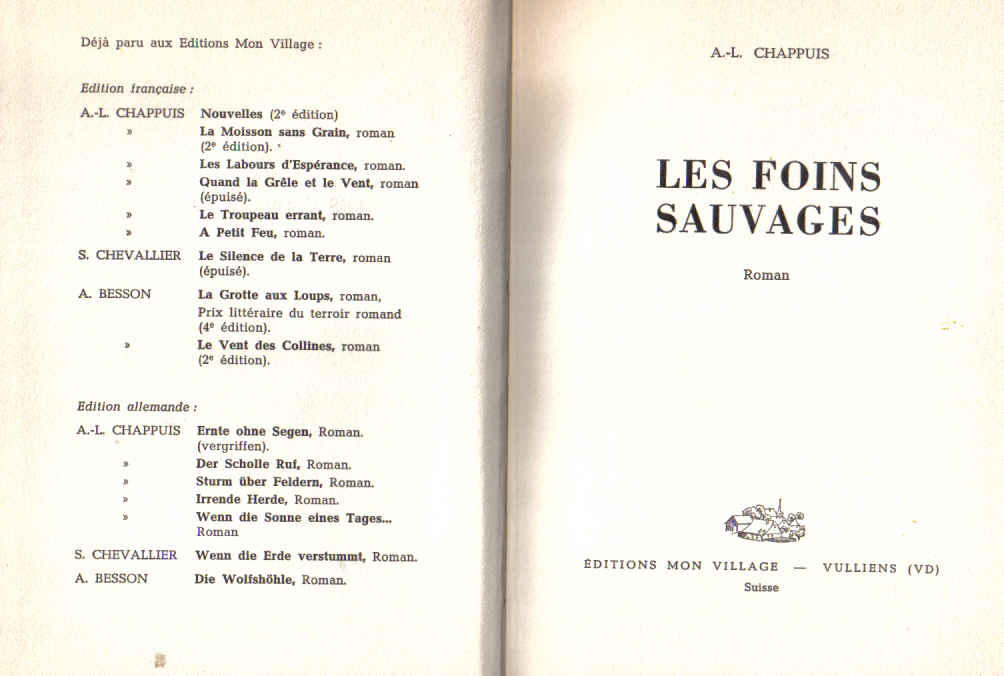 Déjà paru aux Editions Mon Village :
Edition française :
A.-L. CHAPPUIS Nouvelles (2e édition)
» La Moisson sans Grain, roman
(2e édition).
» Les Labours d'Espérance, roman.
» Quand la Grêle et le Vent, roman
(épuisé).
» Le Troupeau errant, roman.
» A Petit Feu, roman.
S. CHEVALLIER Le Silence de la Terre, roman
(épuisé).
A. BESSON La Grotte aux Loups, roman,
Prix littéraire du terroir romand
(4e édition).
» Le Vent des Collines, roman
(2e édition).
Edition allemande :
A.-L. CHAPPUIS Ernte ohne Segen, Roman.
(vergriffen).
» Der Scholle Ruf, Roman.
» Sturm über Feldern, Roman.
» Irrende Herde, Roman.
» Wenn die Sonne eines Tages...
Roman
S. CHEVALLIER Wenn die Erde verstummt, Roman.
A. BESSON Die Wolfshöhle, Roman.
A.-L. CHAPPUIS
LES FOINS
SAUVAGES
Roman
ÉDITIONS MON VILLAGE — VULLIENS (VD)
Suisse